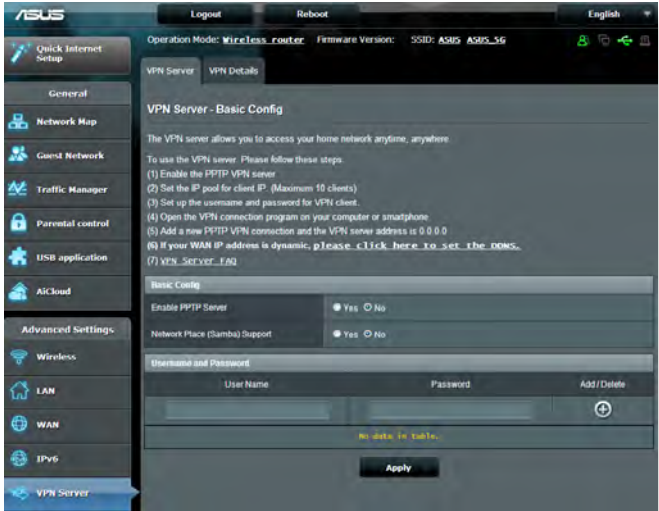 ASUS
Logout
Reboot
English
Quick Internet Setup
Operation Mode: Wireless router Firmware Version: SSID: ASUS ASUS_5G
VPN Server
VPN Details
General
Network Map
Guest Network
Traffic Manager
Parental control
USB application
AiCloud
Advanced Settings
Wireless
LAN
WAN
IPv6
VPN Server
VPN Server - Basic Config
The VPN server allows you to access your home network anytime, anywhere
To use the VPN server. Please follow these steps
(1) Enable the PPTP VPN server
(2) Set the IP pool for client IP. (Maximum 10 clients)
(3) Set up the username and password for VPN client.
(4) Open the VPN connection program on your computer or smartphone
(5) Add a new PPTP VPN connection and the VPN server address is 0.0.0.0
(6) If your WAN IP address is dynamic, please click here to set the DDNS.
(7) VPN Server FAQ
Basic Config
Enable PPTP Server
Yes No
Network Place (Samba) Support
Yes No
Username and Password
User Name
Password
Add / Delete
No data in table.
Apply